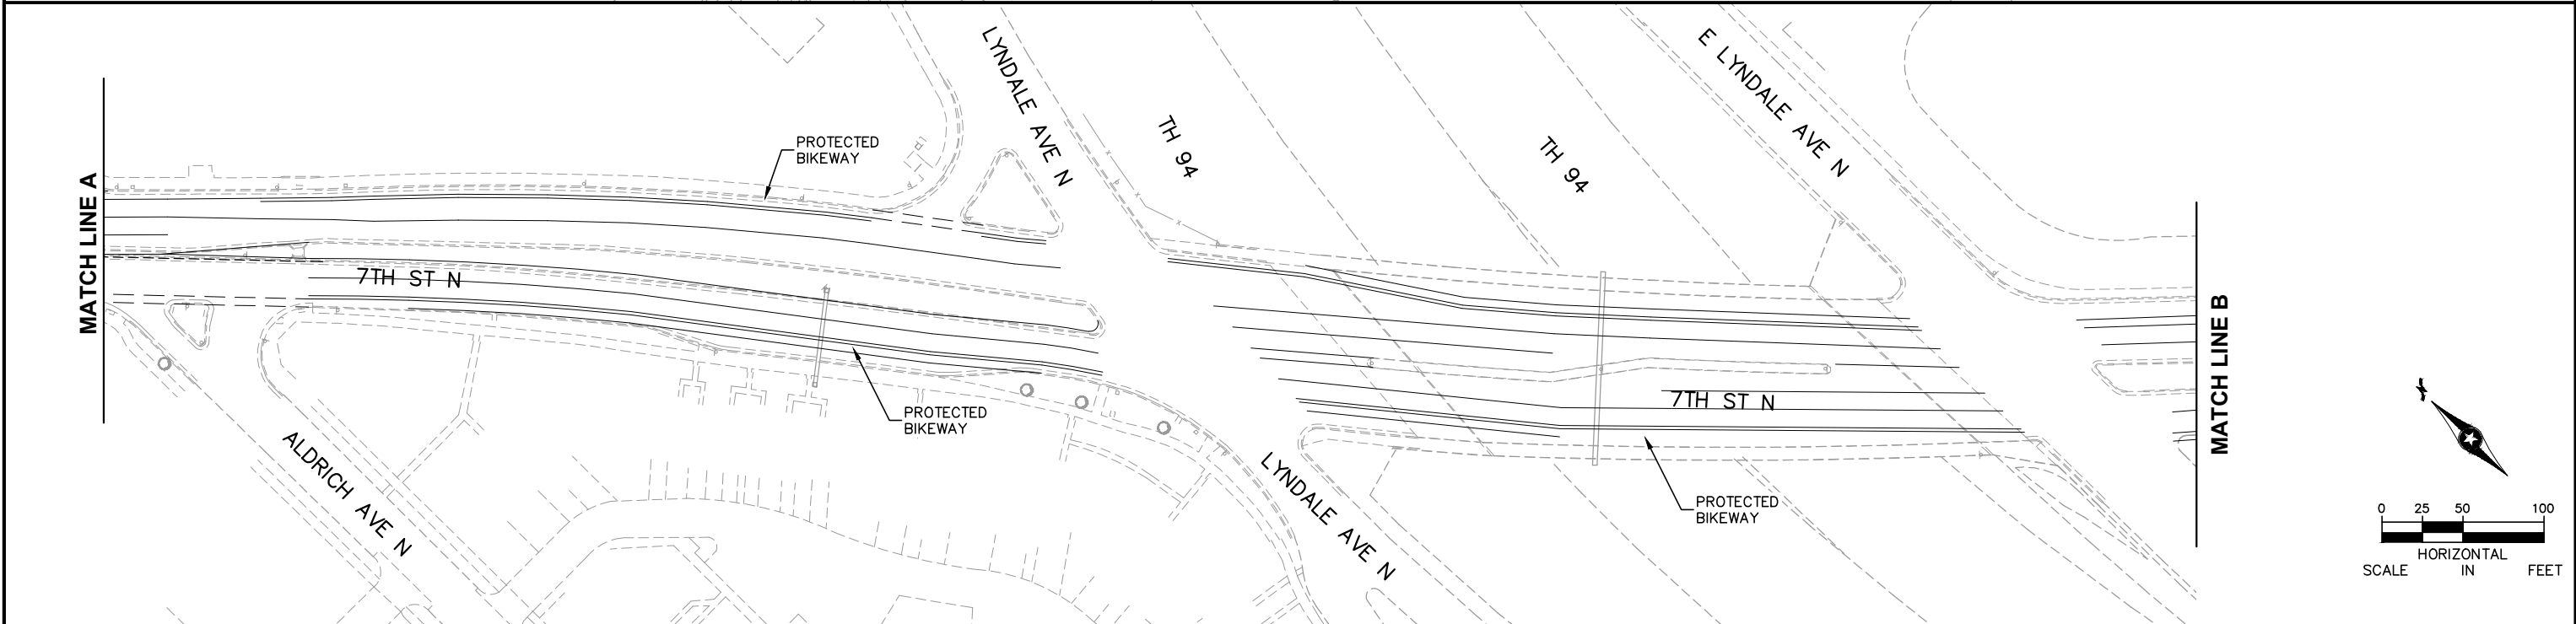 LYNDALE AVE N
E LYNDALE AVE N
TH 94
TH 94
PROTECTED
BIKEWAY
MATCH LINE A
7TH ST N
MATCH LINE B
7TH ST N
PROTECTED
BIKEWAY
ALDRICH AVE N
LYNDALE AVE N
PROTECTED
BIKEWAY
0 25 50 100
HORIZONTAL
SCALE IN FEET